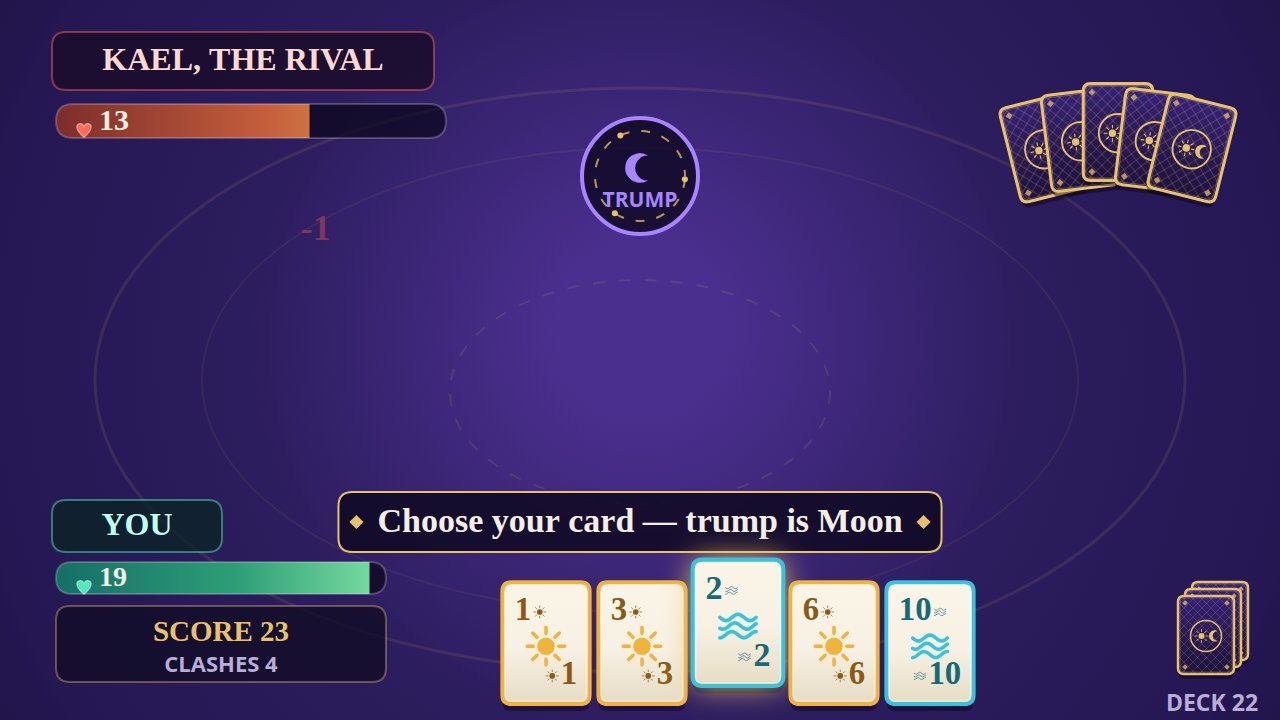 KAEL, THE RIVAL
13
TRUMP
-1
YOU
Choose your card — trump is Moon
19
SCORE 23
CLASHES 4
1
1
3
3
2
2
6
6
10
10
DECK 22